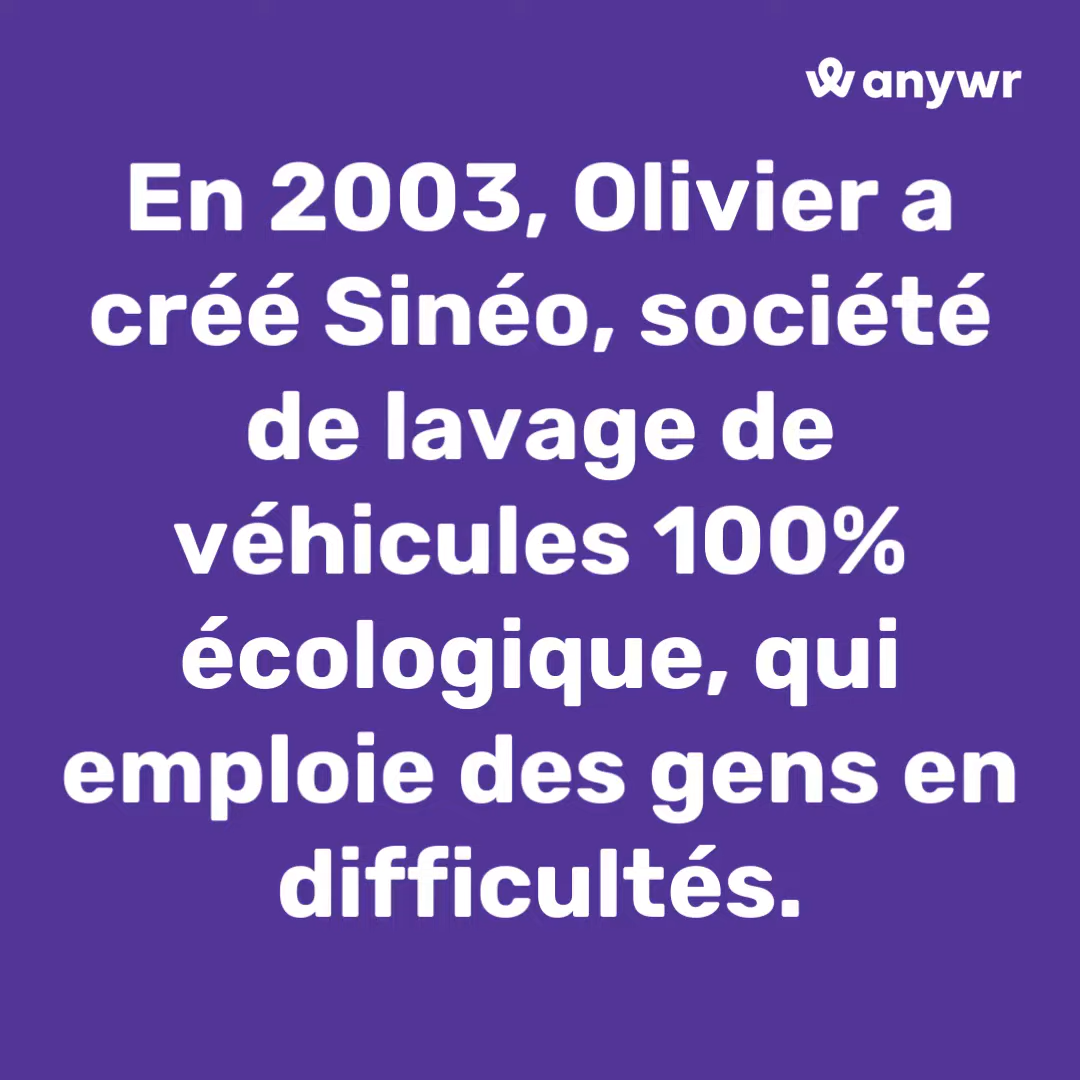 anywr
En 2003, Olivier a
créé Sinéo, société
de lavage de
véhicules 100%
écologique, qui
emploie des gens en
difficultés.